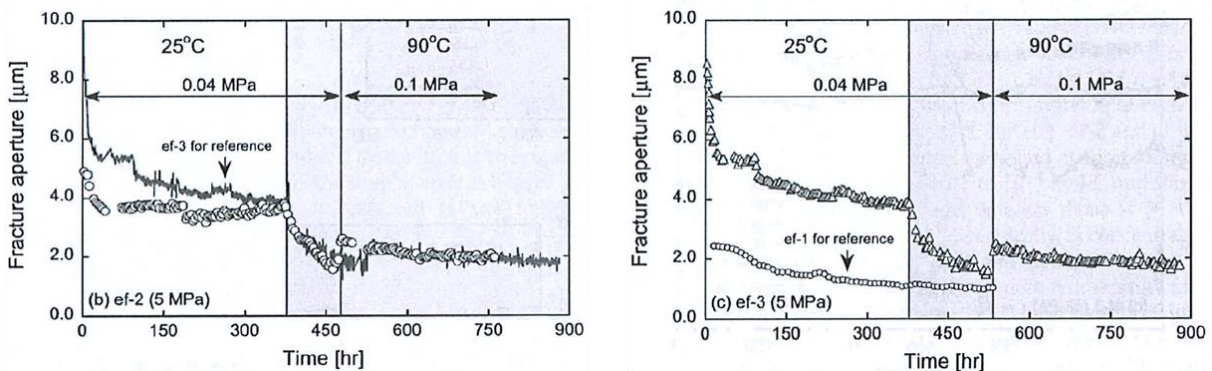 10.0
8.0
6.0
4.0
2.0
0.0
Fracture aperture [μm]
25°C
90°C
0.04 MPa
0.1 MPa
ef-3 for reference
(b) ef-2 (5 MPa)
0
150
300
450
600
750
900
Time [hr]
10.0
8.0
6.0
4.0
2.0
0.0
Fracture aperture [μm]
25°C
90°C
0.04 MPa
0.1 MPa
ef-1 for reference
(c) ef-3 (5 MPa)
0
150
300
450
600
750
900
Time [hr]